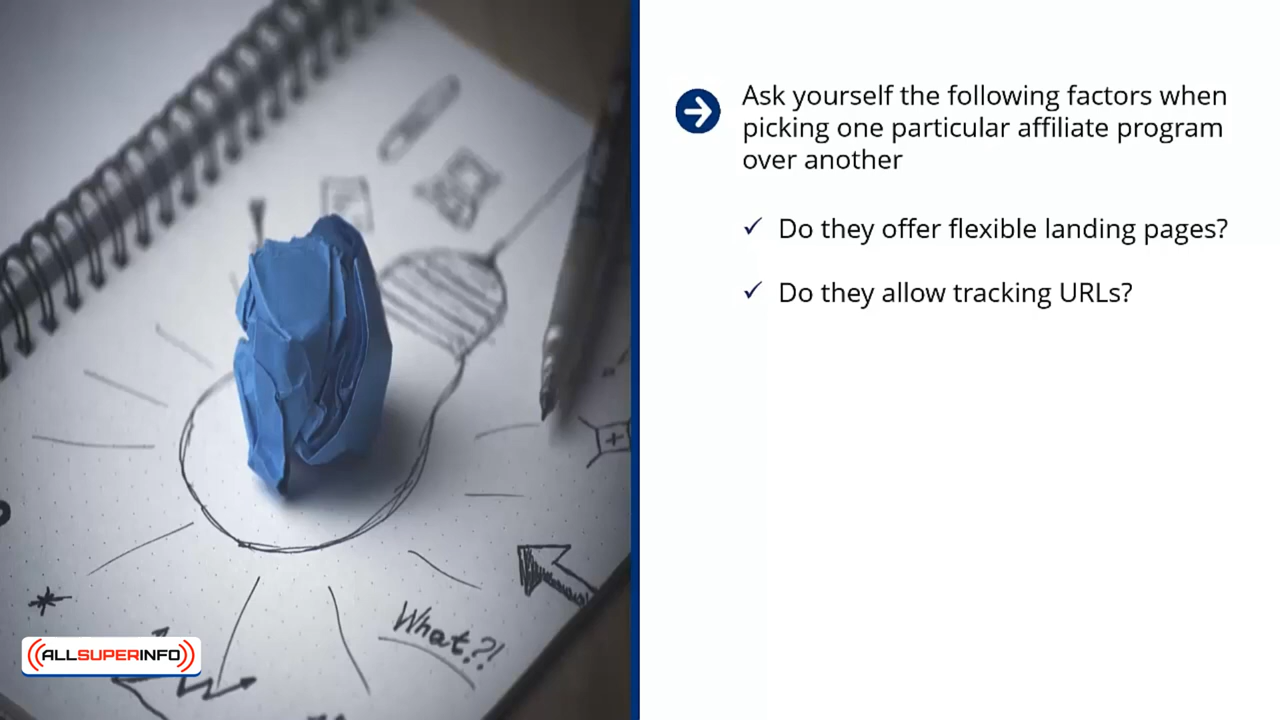 Ask yourself the following factors when
picking one particular affiliate program
over another
Do they offer flexible landing pages?
Do they allow tracking URLs?
What?!
ALLSUPERINFO